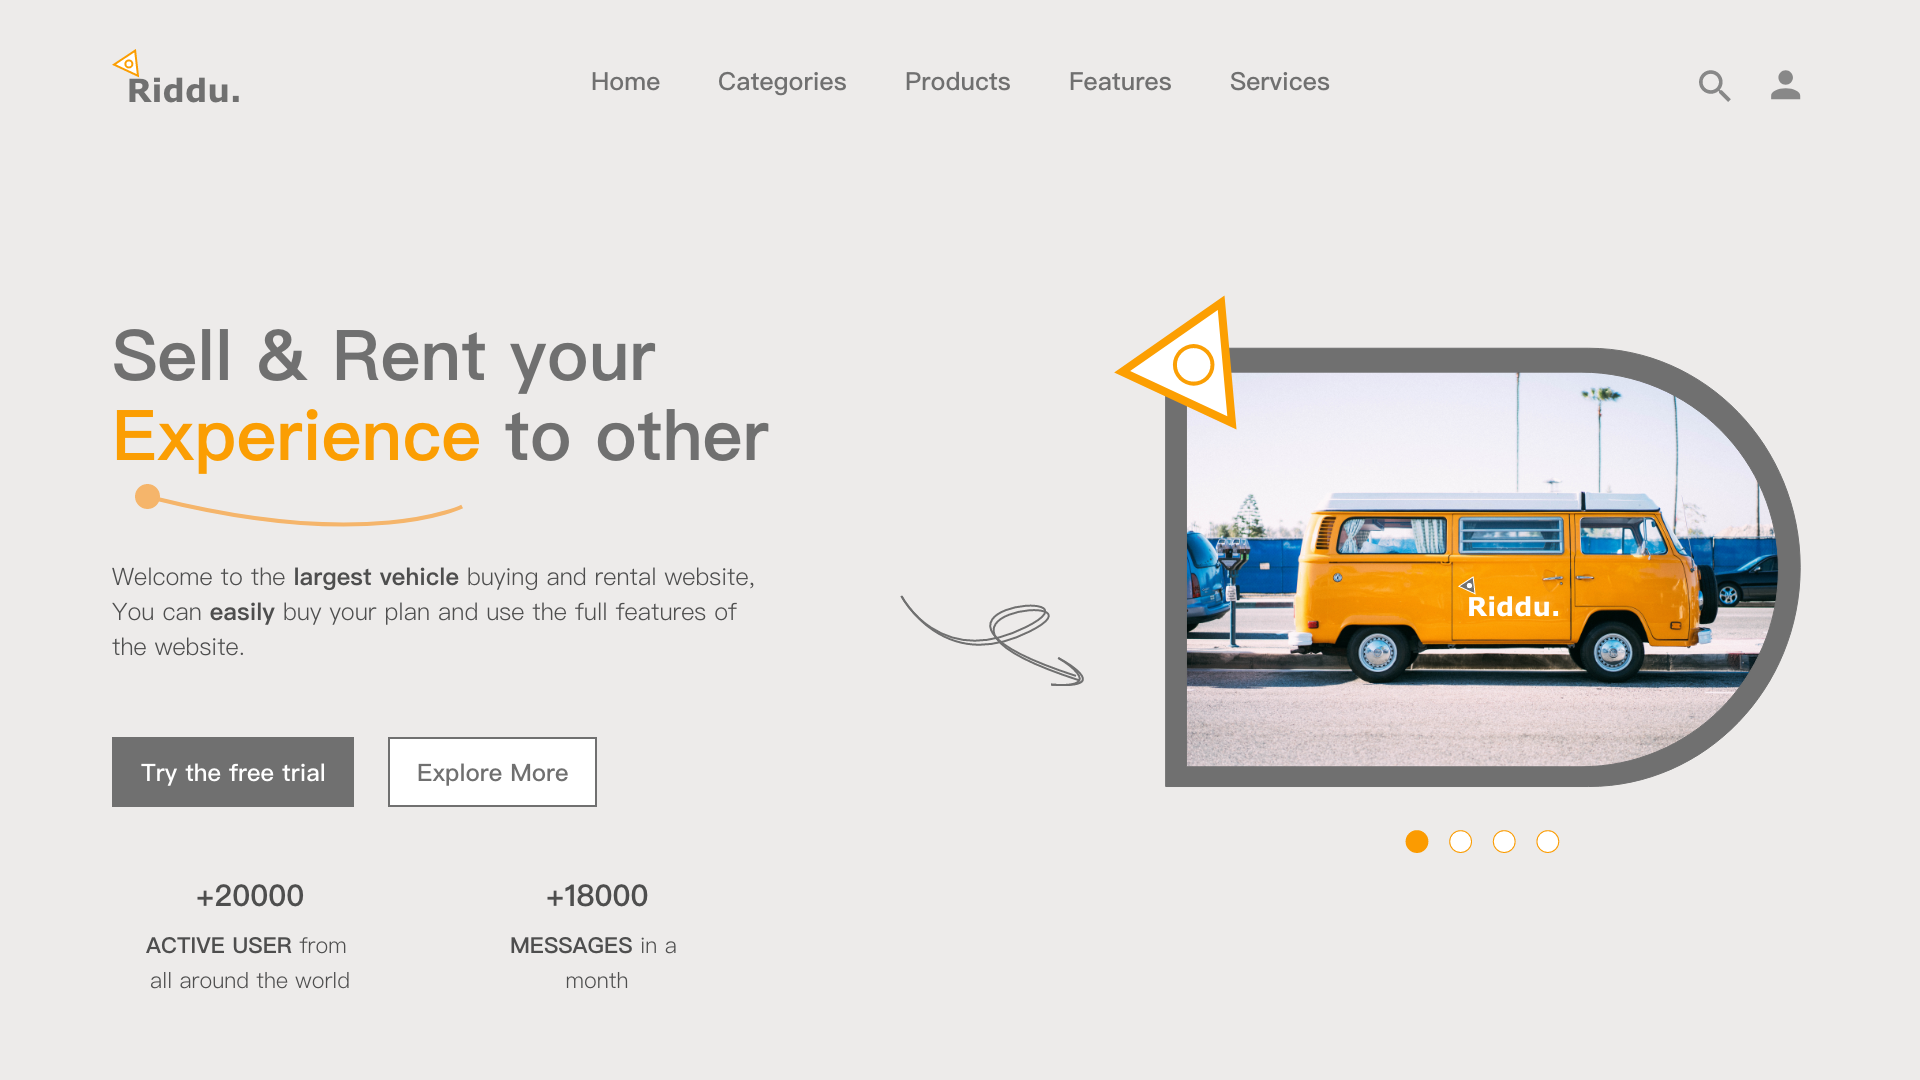 Riddu.
Home Categories Products Features Services
Sell & Rent your
Experience to other
Welcome to the largest vehicle buying and rental website,
You can easily buy your plan and use the full features of
the website.
Riddu.
Try the free trial
Explore More
+20000
ACTIVE USER from
all around the world
+18000
MESSAGES in a
month